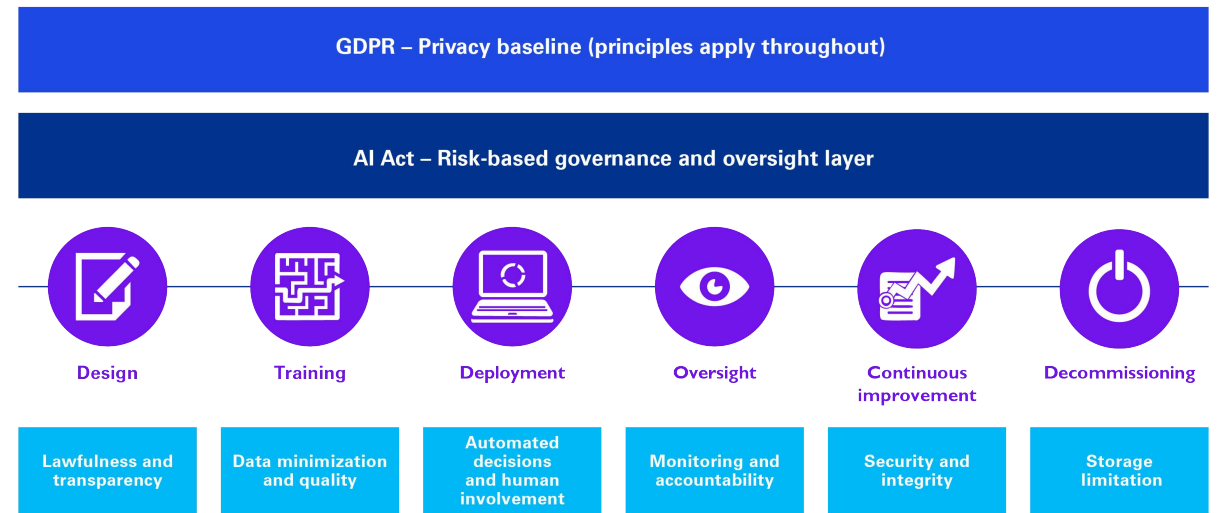 GDPR – Privacy baseline (principles apply throughout)
AI Act – Risk-based governance and oversight layer
Design
Training
Deployment
Oversight
Continuous
improvement
Decommissioning
Lawfulness and
transparency
Data minimization
and quality
Automated
decisions
and human
involvement
Monitoring and
accountability
Security and
integrity
Storage
limitation